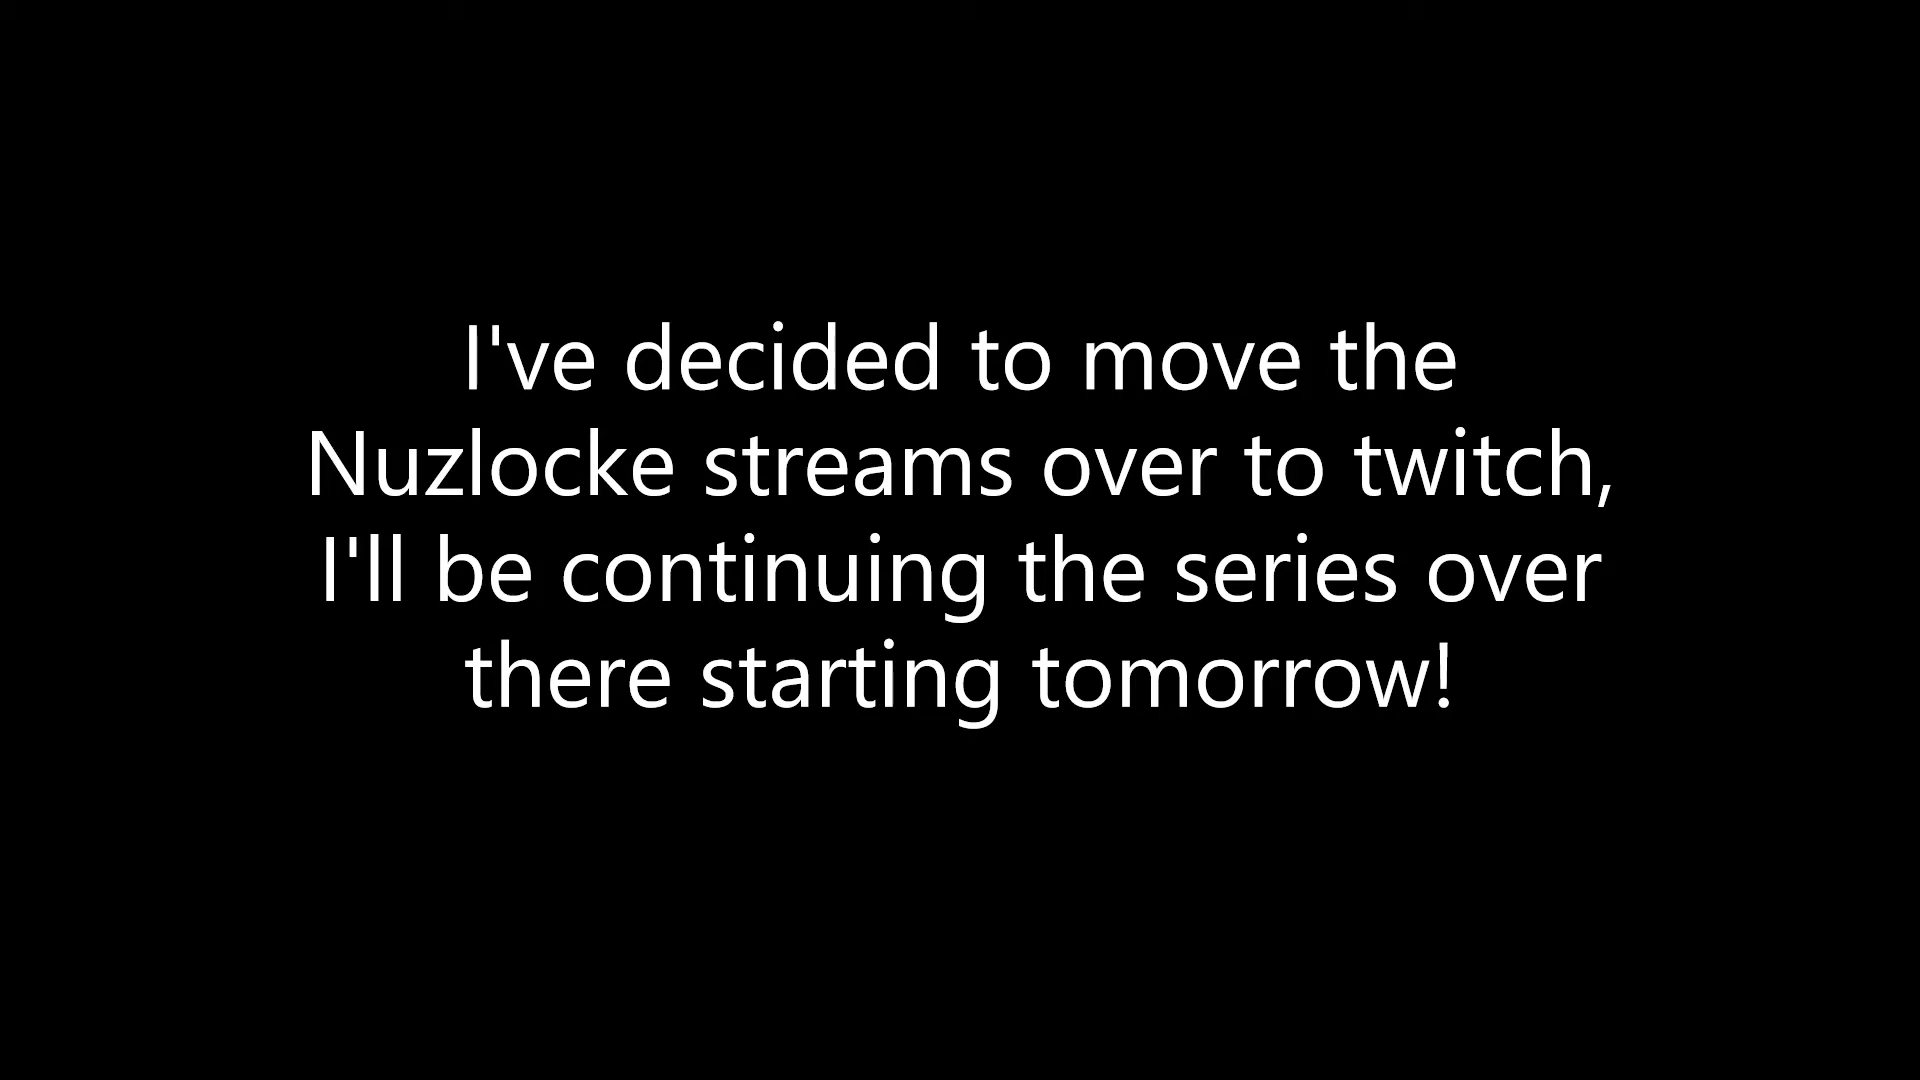 I've decided to move the
Nuzlocke streams over to twitch,
I'll be continuing the series over
there starting tomorrow!